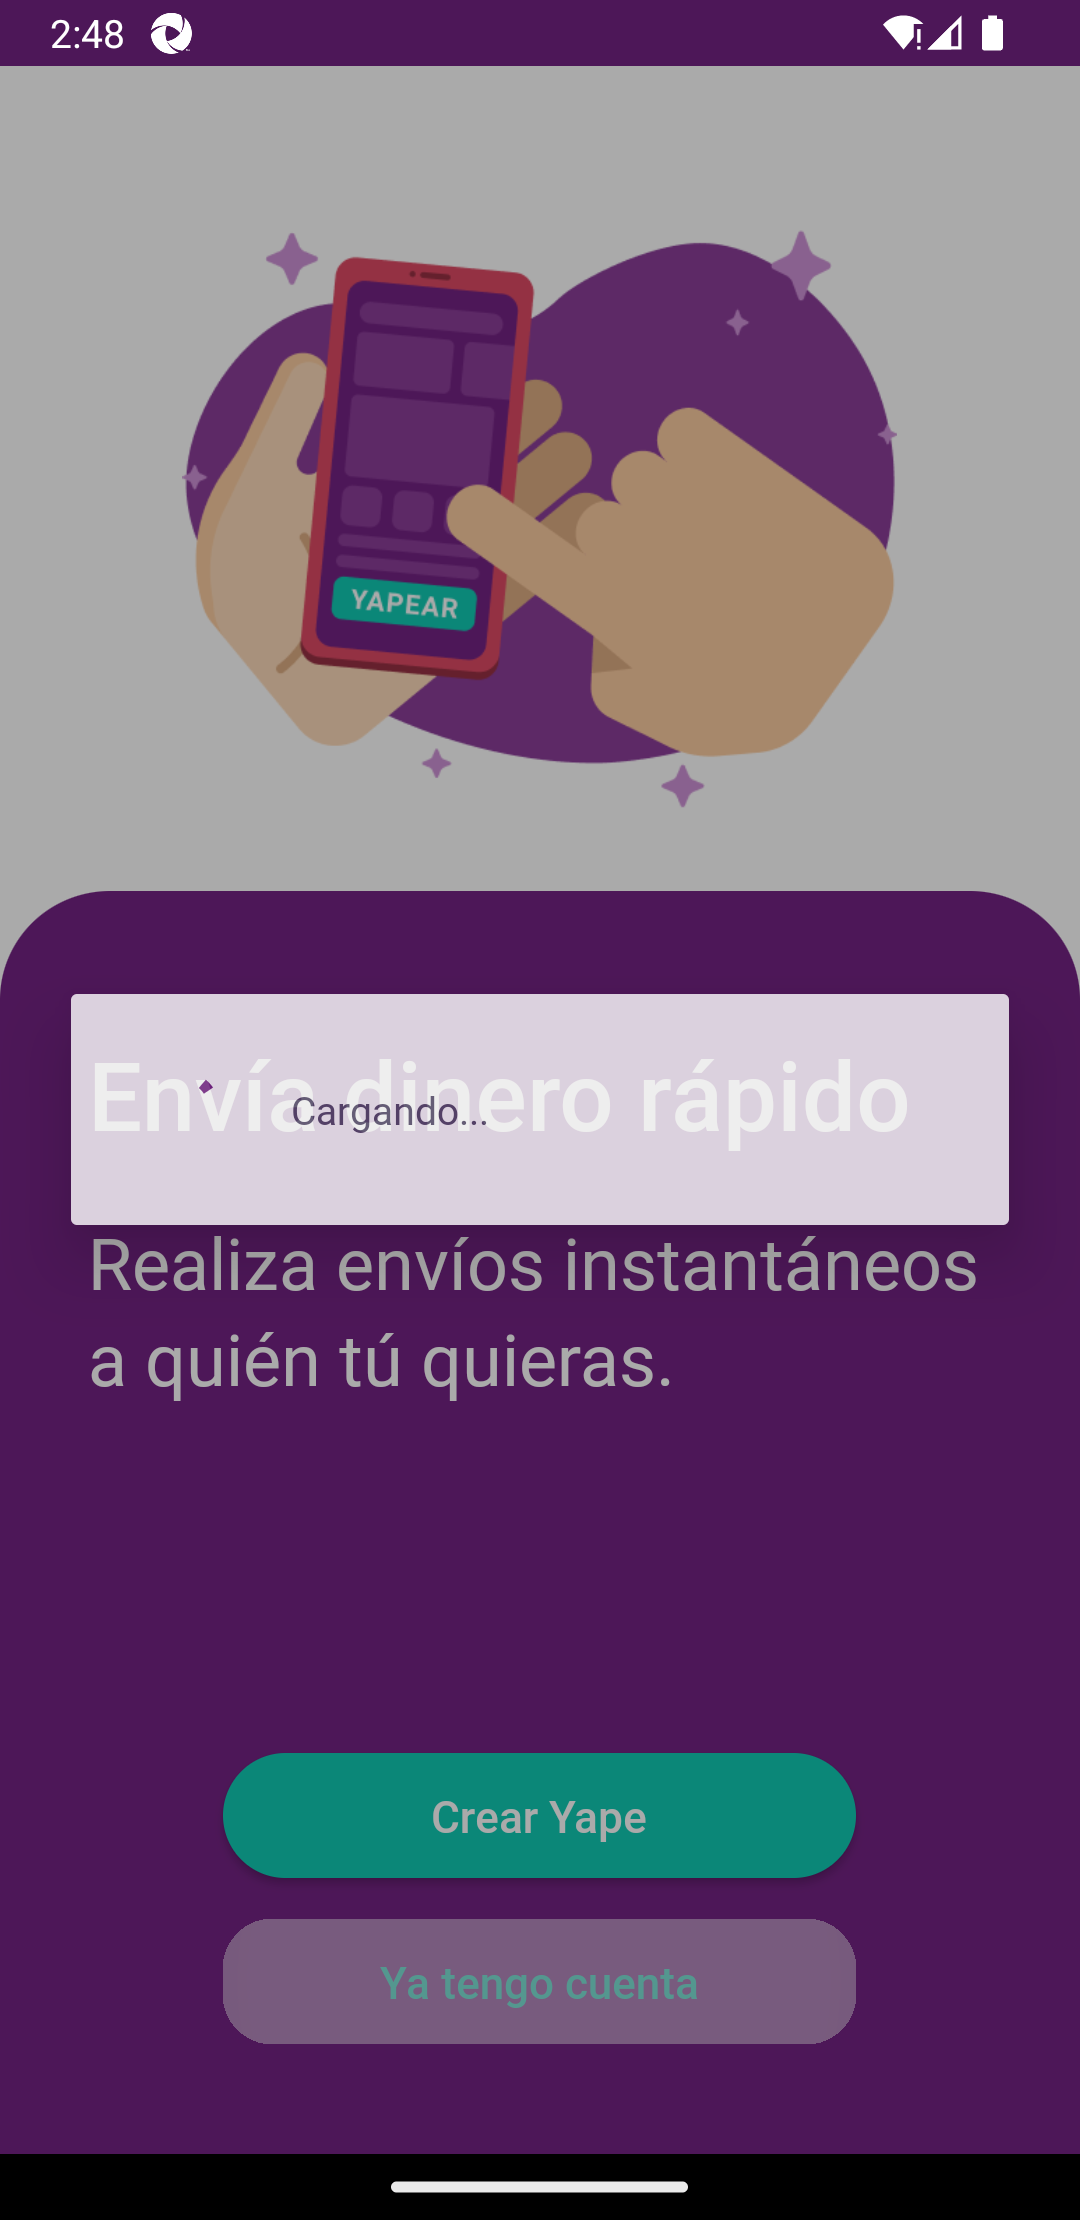 2:48
YAPEAR
Envía dinero rápido
Cargando...
Realiza envíos instantáneos
a quién tú quieras.
Crear Yape
Ya tengo cuenta